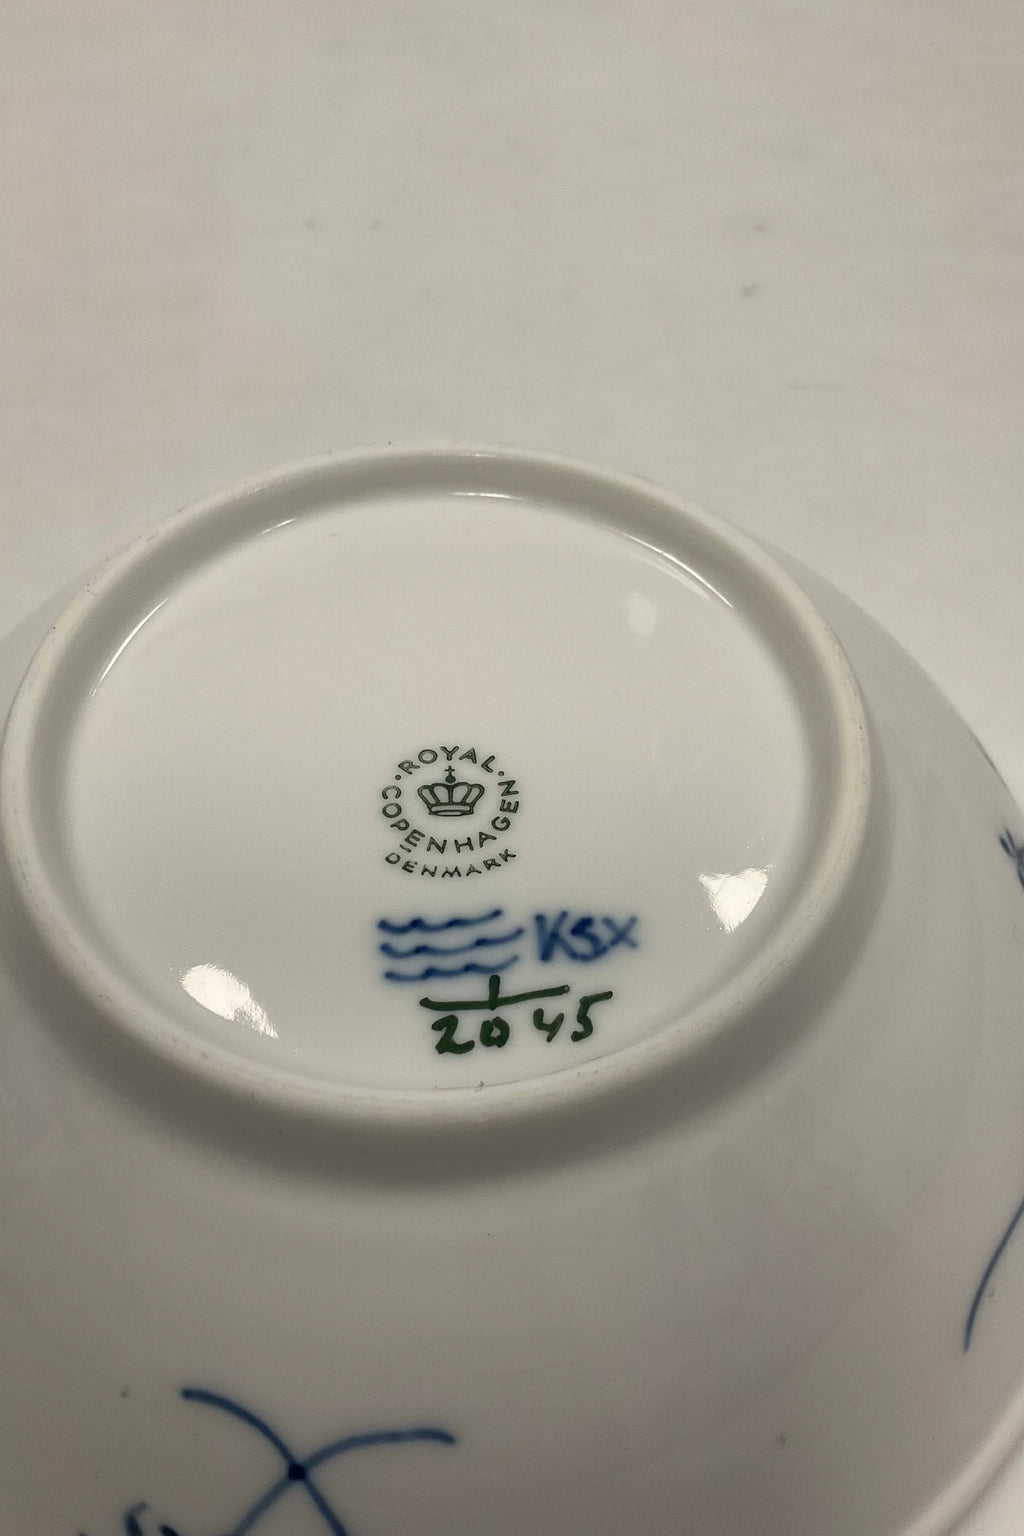 ROYAL
COPENHAGEN
DENMARK
KSX
1
2045